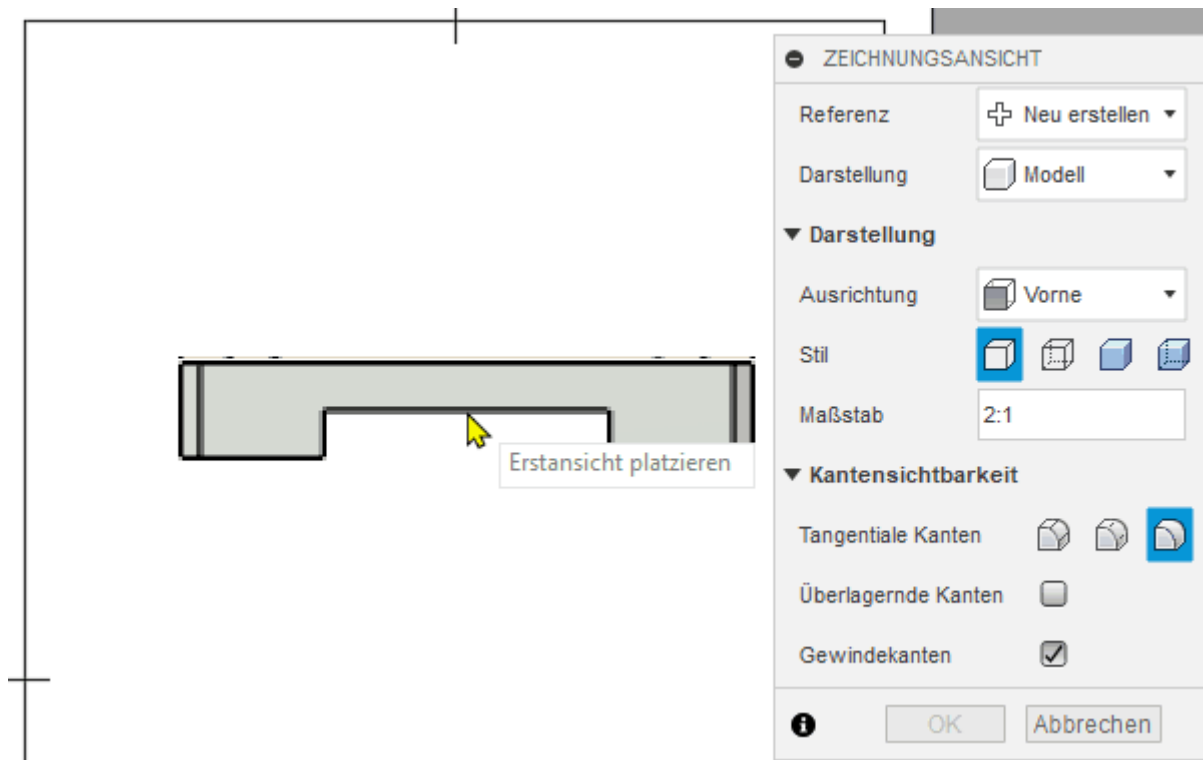 ZEICHNUNGSANSICHT
Referenz Neu erstellen
Darstellung Modell
Darstellung
Ausrichtung Vorne
Stil
Maßstab 2:1
Erstansicht platzieren
Kantensichtbarkeit
Tangentiale Kanten
Überlagernde Kanten
Gewindekanten
OK Abbrechen